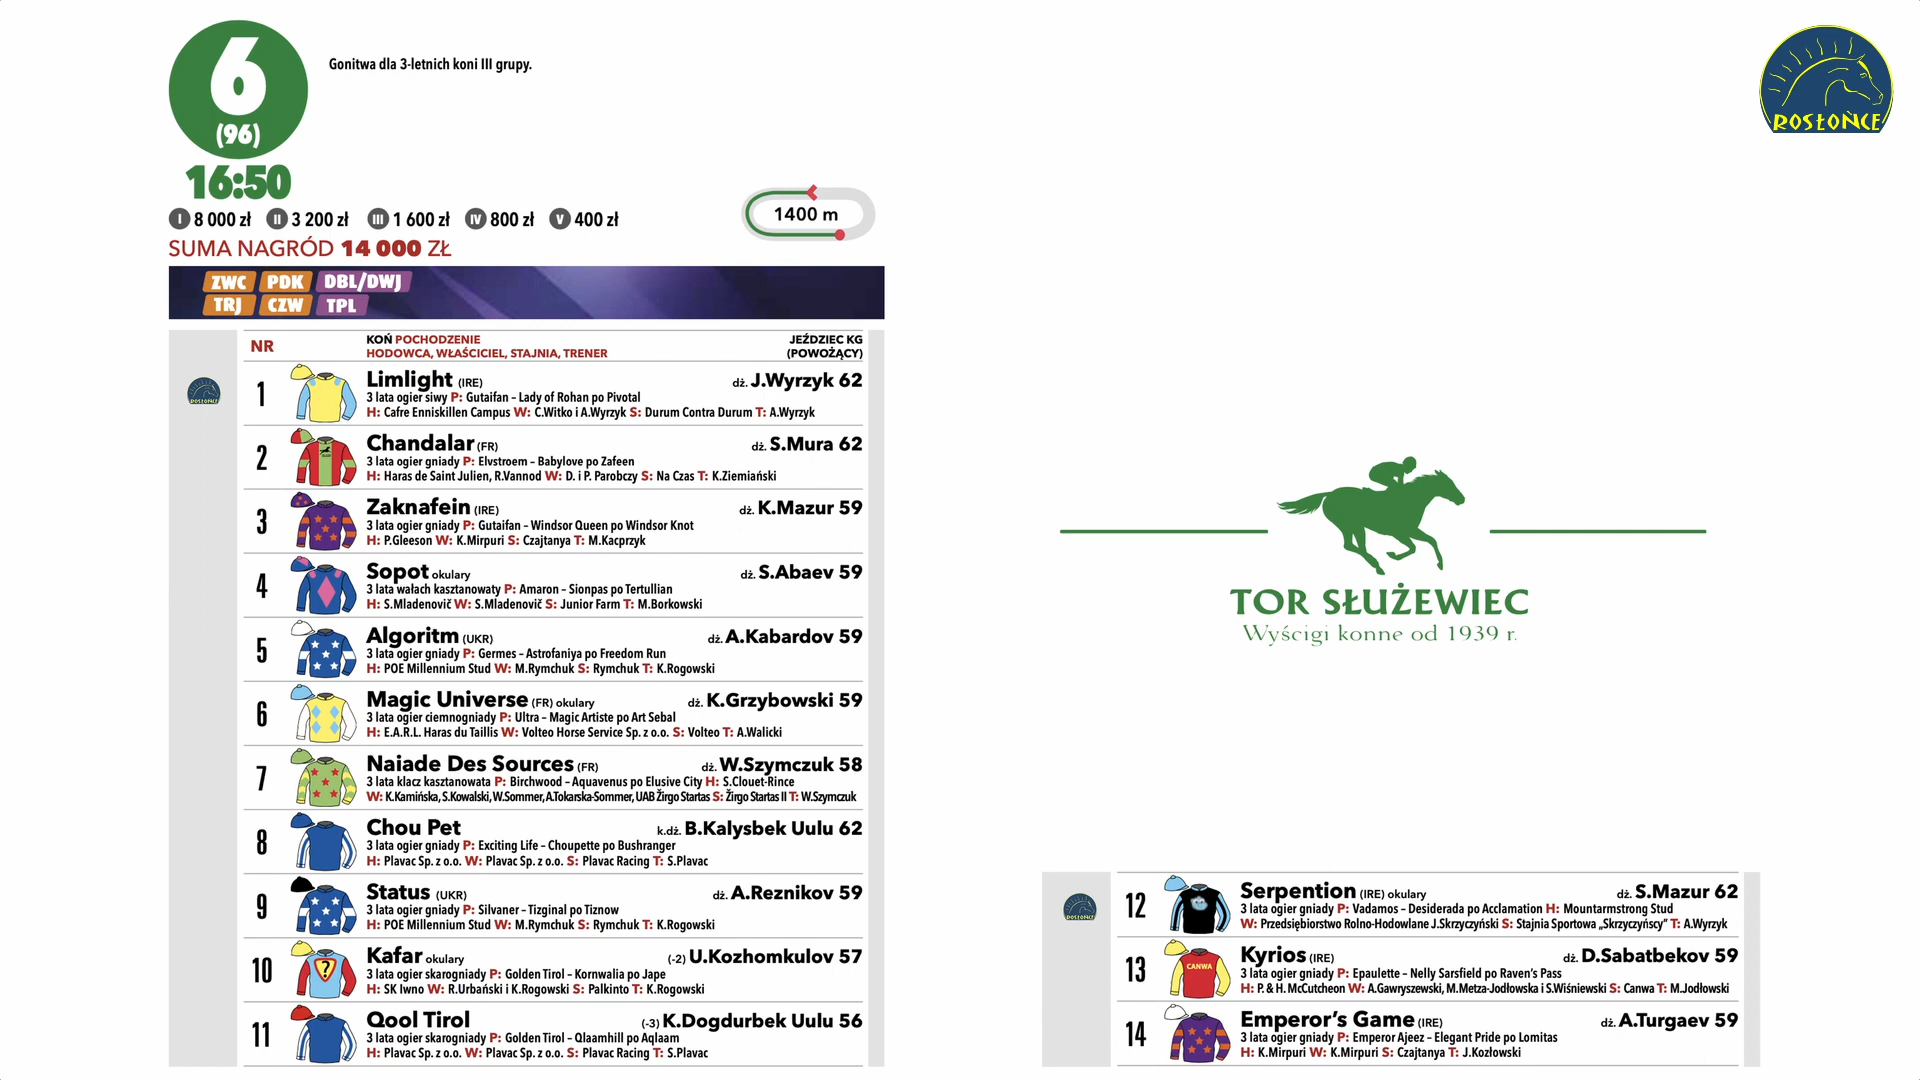 6
(96)
16:50
Gonitwa dla 3-letnich koni III grupy.
ROSŁOŃCE
I 8 000 zł II 3 200 zł III 1 600 zł IV 800 zł V 400 zł
1400 m
SUMA NAGRÓD 14 000 ZŁ
ZWC PDK DBL/DWJ
TRJ CZW TPL
NR
KOŃ POCHODZENIE
HODOWCA, WŁAŚCICIEL, STAJNIA, TRENER
JEŹDZIEC KG
(POWOŻĄCY)
ROSŁOŃCE
1
Limlight (IRE) dż. J.Wyrzyk 62
3 lata ogier siwy P: Gutaifan – Lady of Rohan po Pivotal
H: Cafre Enniskillen Campus W: C.Witko i A.Wyrzyk S: Durum Contra Durum T: A.Wyrzyk
2
Chandalar (FR) dż. S.Mura 62
3 lata ogier gniady P: Elvstroem – Babylove po Zafeen
H: Haras de Saint Julien, R.Vannod W: D. i P. Parobczy S: Na Czas T: K.Ziemiański
3
Zaknafein (IRE) dż. K.Mazur 59
3 lata ogier gniady P: Gutaifan – Windsor Queen po Windsor Knot
H: P.Gleeson W: K.Mirpuri S: Czajtanya T: M.Kacprzyk
4
Sopot okulary dż. S.Abaev 59
3 lata wałach kasztanowaty P: Amaron – Sionpas po Tertullian
H: S.Mladenovič W: S.Mladenovič S: Junior Farm T: M.Borkowski
5
Algoritm (UKR) dż. A.Kabardov 59
3 lata ogier gniady P: Germes – Astrofaniya po Freedom Run
H: POE Millennium Stud W: M.Rymchuk S: Rymchuk T: K.Rogowski
6
Magic Universe (FR) okulary dż. K.Grzybowski 59
3 lata ogier ciemnogniady P: Ultra – Magic Artiste po Art Sebal
H: E.A.R.L. Haras du Taillis W: Volteo Horse Service Sp. z o.o. S: Volteo T: A.Walicki
7
Naiade Des Sources (FR) dż. W.Szymczuk 58
3 lata klacz kasztanowata P: Birchwood – Aquavenus po Elusive City H: S.Clouet-Rince
W: K.Kamińska, S.Kowalski, W.Sommer, A.Tokarska-Sommer, UAB Žirgo Startas S: Žirgo Startas II T: W.Szymczuk
8
Chou Pet k.dż. B.Kalysbek Uulu 62
3 lata ogier gniady P: Exciting Life – Choupette po Bushranger
H: Plavac Sp. z o.o. W: Plavac Sp. z o.o. S: Plavac Racing T: S.Plavac
9
Status (UKR) dż. A.Reznikov 59
3 lata ogier gniady P: Silvaner – Tizginal po Tiznow
H: POE Millennium Stud W: M.Rymchuk S: Rymchuk T: K.Rogowski
10
Kafar okulary (-2) U.Kozhomkulov 57
3 lata ogier skarogniady P: Golden Tirol – Kornwalia po Jape
H: SK Iwno W: R.Urbański i K.Rogowski S: Palkinto T: K.Rogowski
11
Qool Tirol (-3) K.Dogdurbek Uulu 56
3 lata ogier skarogniady P: Golden Tirol – Qlaamhill po Aqlaam
H: Plavac Sp. z o.o. W: Plavac Sp. z o.o. S: Plavac Racing T: S.Plavac
TOR SŁUŻEWIEC
Wyścigi konne od 1939 r.
ROSŁOŃCE
12
Serpention (IRE) okulary dż. S.Mazur 62
3 lata ogier gniady P: Vadamos – Desiderada po Acclamation H: Mountarmstrong Stud
W: Przedsiębiorstwo Rolno-Hodowlane J.Skrzyczyński S: Stajnia Sportowa „Skrzyczyńscy” T: A.Wyrzyk
13
CANWA
Kyrios (IRE) dż. D.Sabatbekov 59
3 lata ogier gniady P: Epaulette – Nelly Sarsfield po Raven's Pass
H: P. & H. McCutcheon W: A.Gawryszewski, M.Metza-Jodłowska i S.Wiśniewski S: Canwa T: M.Jodłowski
14
Emperor's Game (IRE) dż. A.Turgaev 59
3 lata ogier gniady P: Emperor Ajeez – Elegant Pride po Lomitas
H: K.Mirpuri W: K.Mirpuri S: Czajtanya T: J.Kozłowski